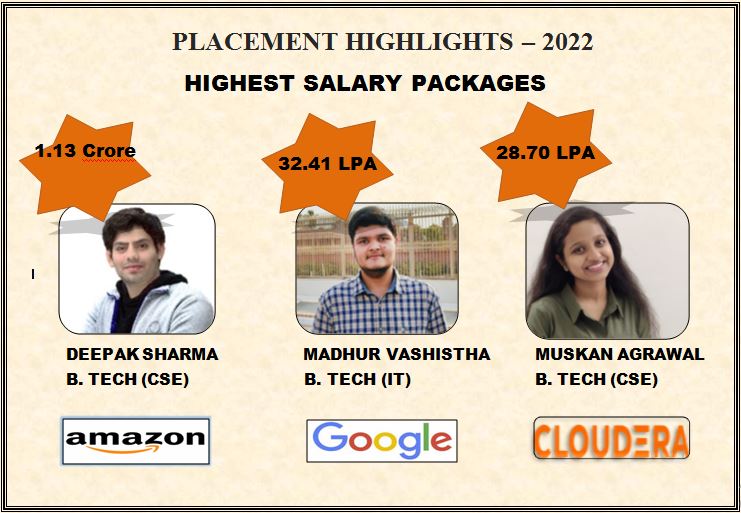 PLACEMENT HIGHLIGHTS – 2022
HIGHEST SALARY PACKAGES
1.13 Crore
32.41 LPA
28.70 LPA
DEEPAK SHARMA
B. TECH (CSE)
MADHUR VASHISTHA
B. TECH (IT)
MUSKAN AGRAWAL
B. TECH (CSE)
amazon
Google
CLOUDERA